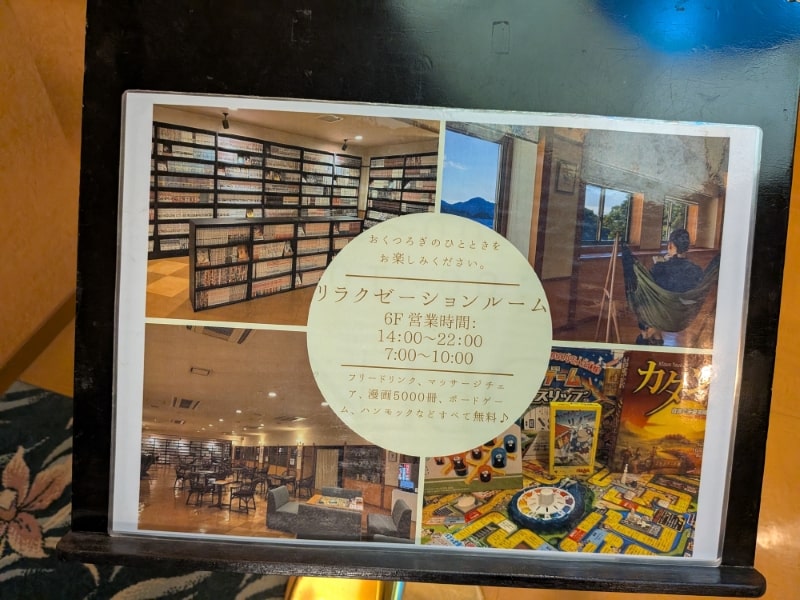 おくつろぎのひとときを
お楽しみください。
リラクゼーションルーム
6F 営業時間:
14:00〜22:00
7:00〜10:00
フリードリンク、マッサージチェ
ア、漫画5000冊、ボードゲー
ム、ハンモックなどすべて無料♪
ゲーム
カタ